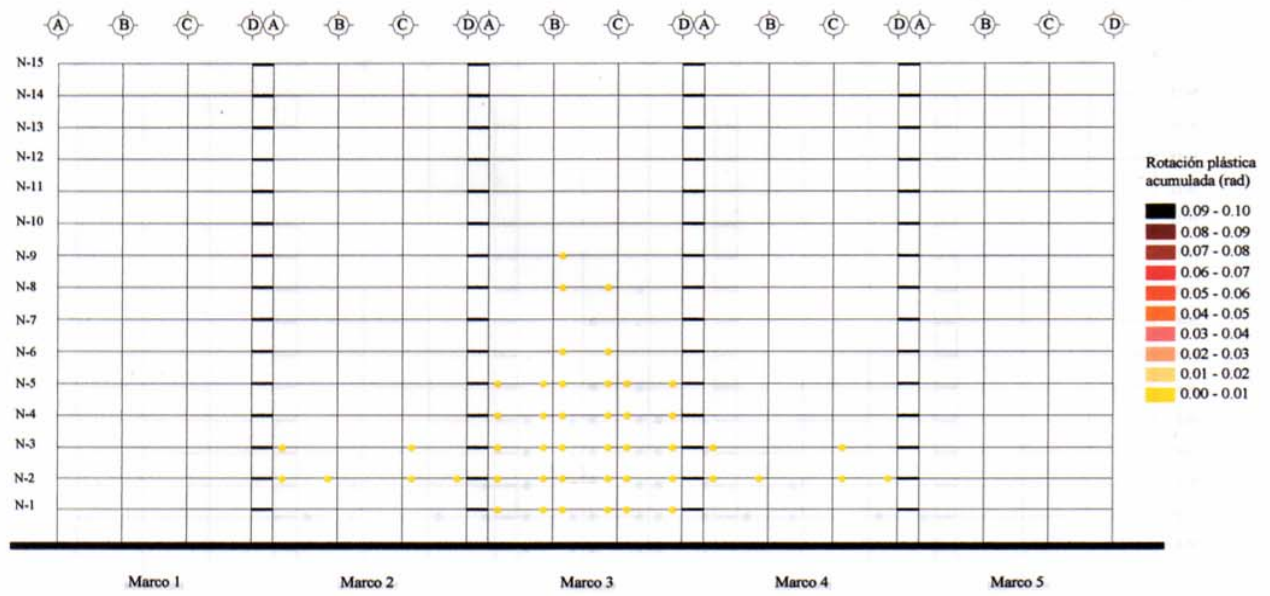 A B C D A B C D A B C D A B C D A B C D
N-15
N-14
N-13
N-12
N-11
N-10
N-9
N-8
N-7
N-6
N-5
N-4
N-3
N-2
N-1
Rotación plástica
acumulada (rad)
0.09 - 0.10
0.08 - 0.09
0.07 - 0.08
0.06 - 0.07
0.05 - 0.06
0.04 - 0.05
0.03 - 0.04
0.02 - 0.03
0.01 - 0.02
0.00 - 0.01
Marco 1 Marco 2 Marco 3 Marco 4 Marco 5